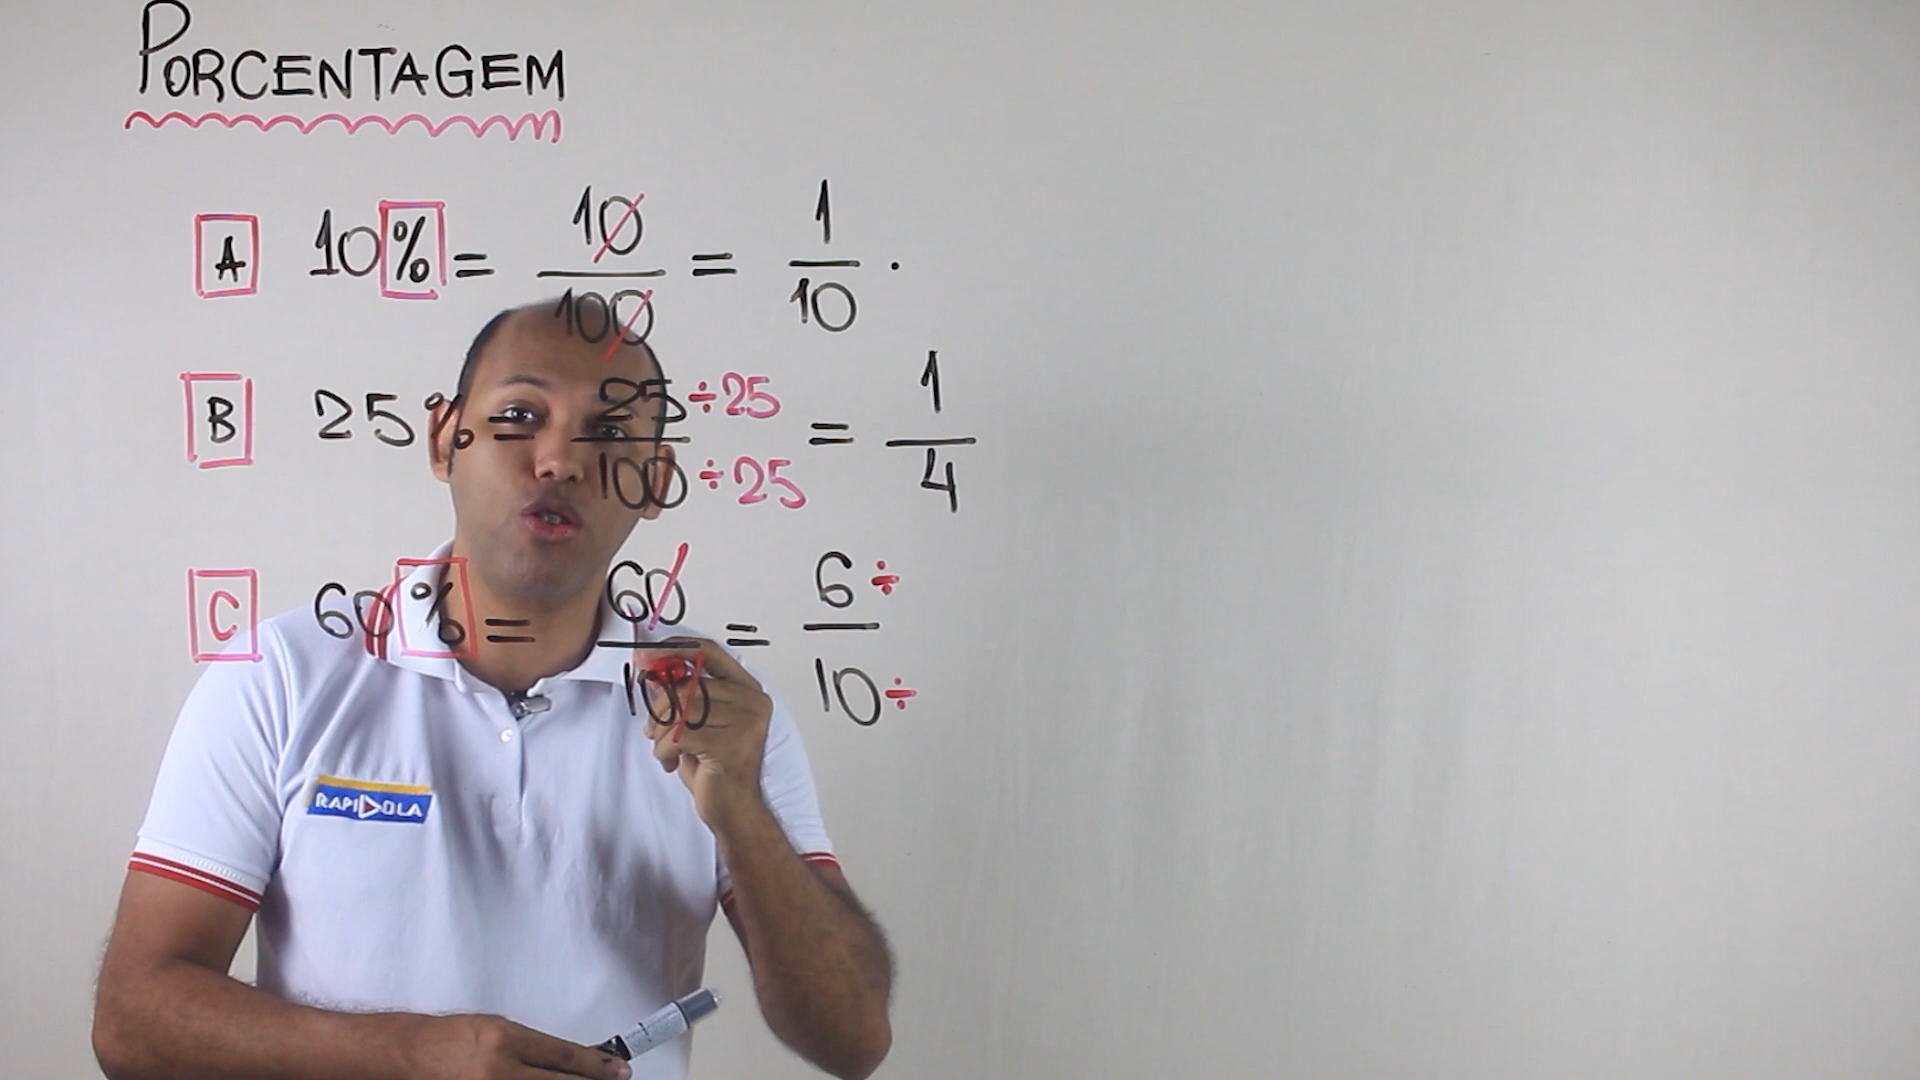 PORCENTAGEM
A 10% = 10/100 = 1/10 .
B 25% = 25÷25/100÷25 = 1/4
C 60% = 60/100 = 6÷/10÷
RAPIDOLA